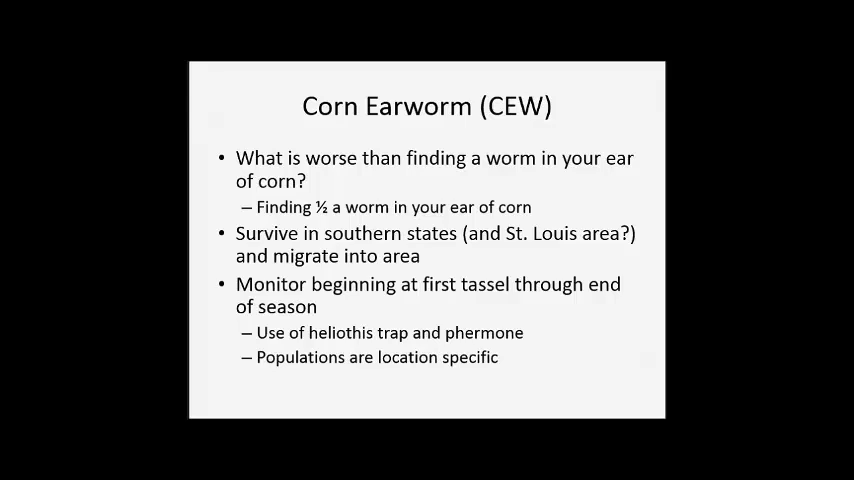 Corn Earworm (CEW)
• What is worse than finding a worm in your ear
of corn?
– Finding ½ a worm in your ear of corn
• Survive in southern states (and St. Louis area?)
and migrate into area
• Monitor beginning at first tassel through end
of season
– Use of heliothis trap and phermone
– Populations are location specific